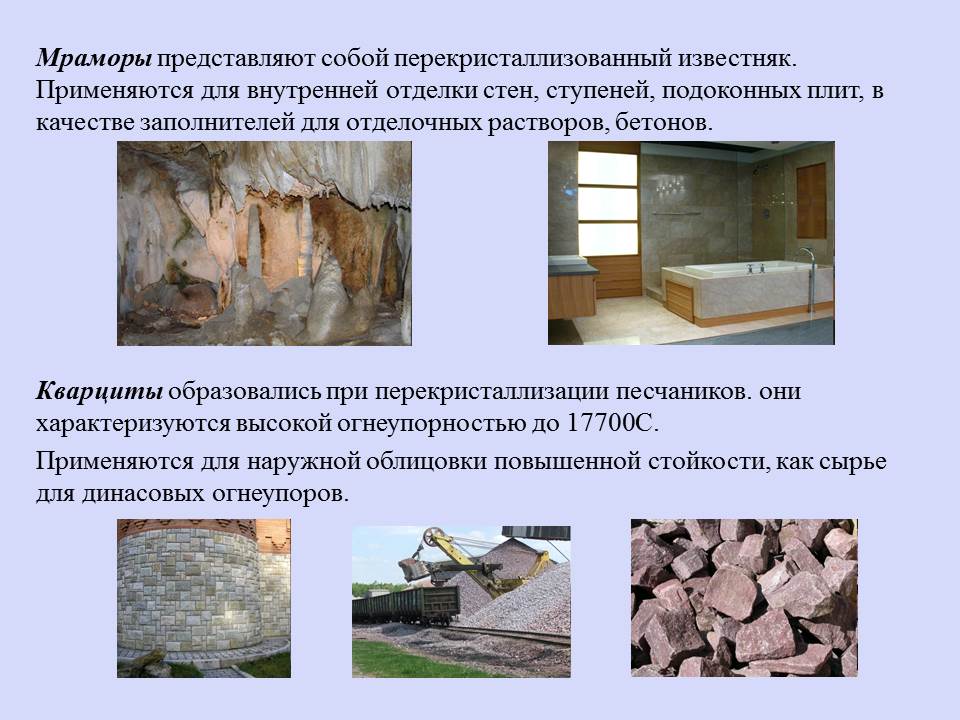 Мраморы представляют собой перекристаллизованный известняк.
Применяются для внутренней отделки стен, ступеней, подоконных плит, в
качестве заполнителей для отделочных растворов, бетонов.
Кварциты образовались при перекристаллизации песчаников. они
характеризуются высокой огнеупорностью до 17700С.
Применяются для наружной облицовки повышенной стойкости, как сырье
для динасовых огнеупоров.